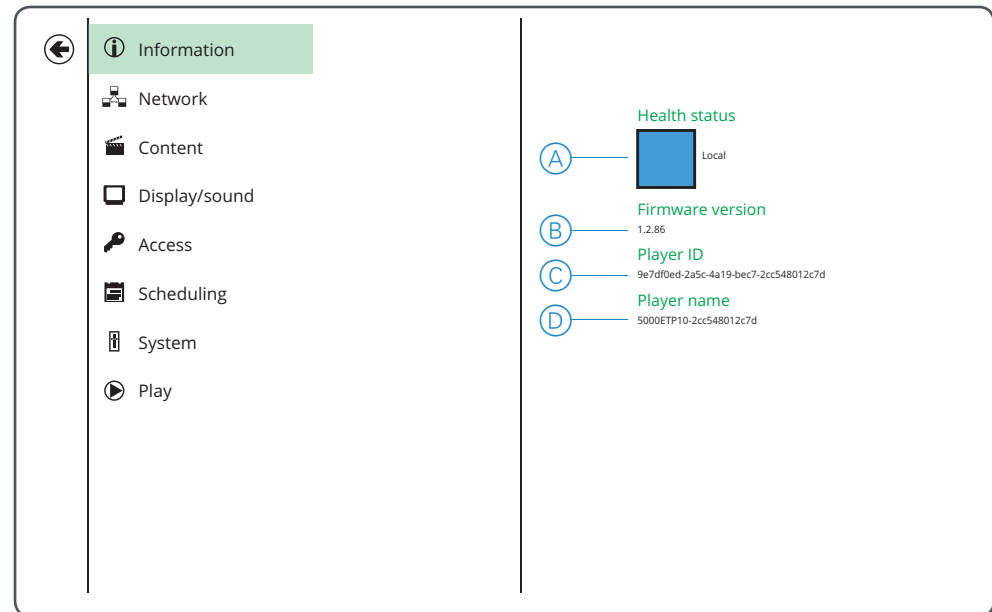 Information
Network
Content
Display/sound
Access
Scheduling
System
Play
Health status
A
Local
Firmware version
B
1.2.86
Player ID
C
9e7df0ed-2a5c-4a19-bec7-2cc548012c7d
Player name
D
5000ETP10-2cc548012c7d